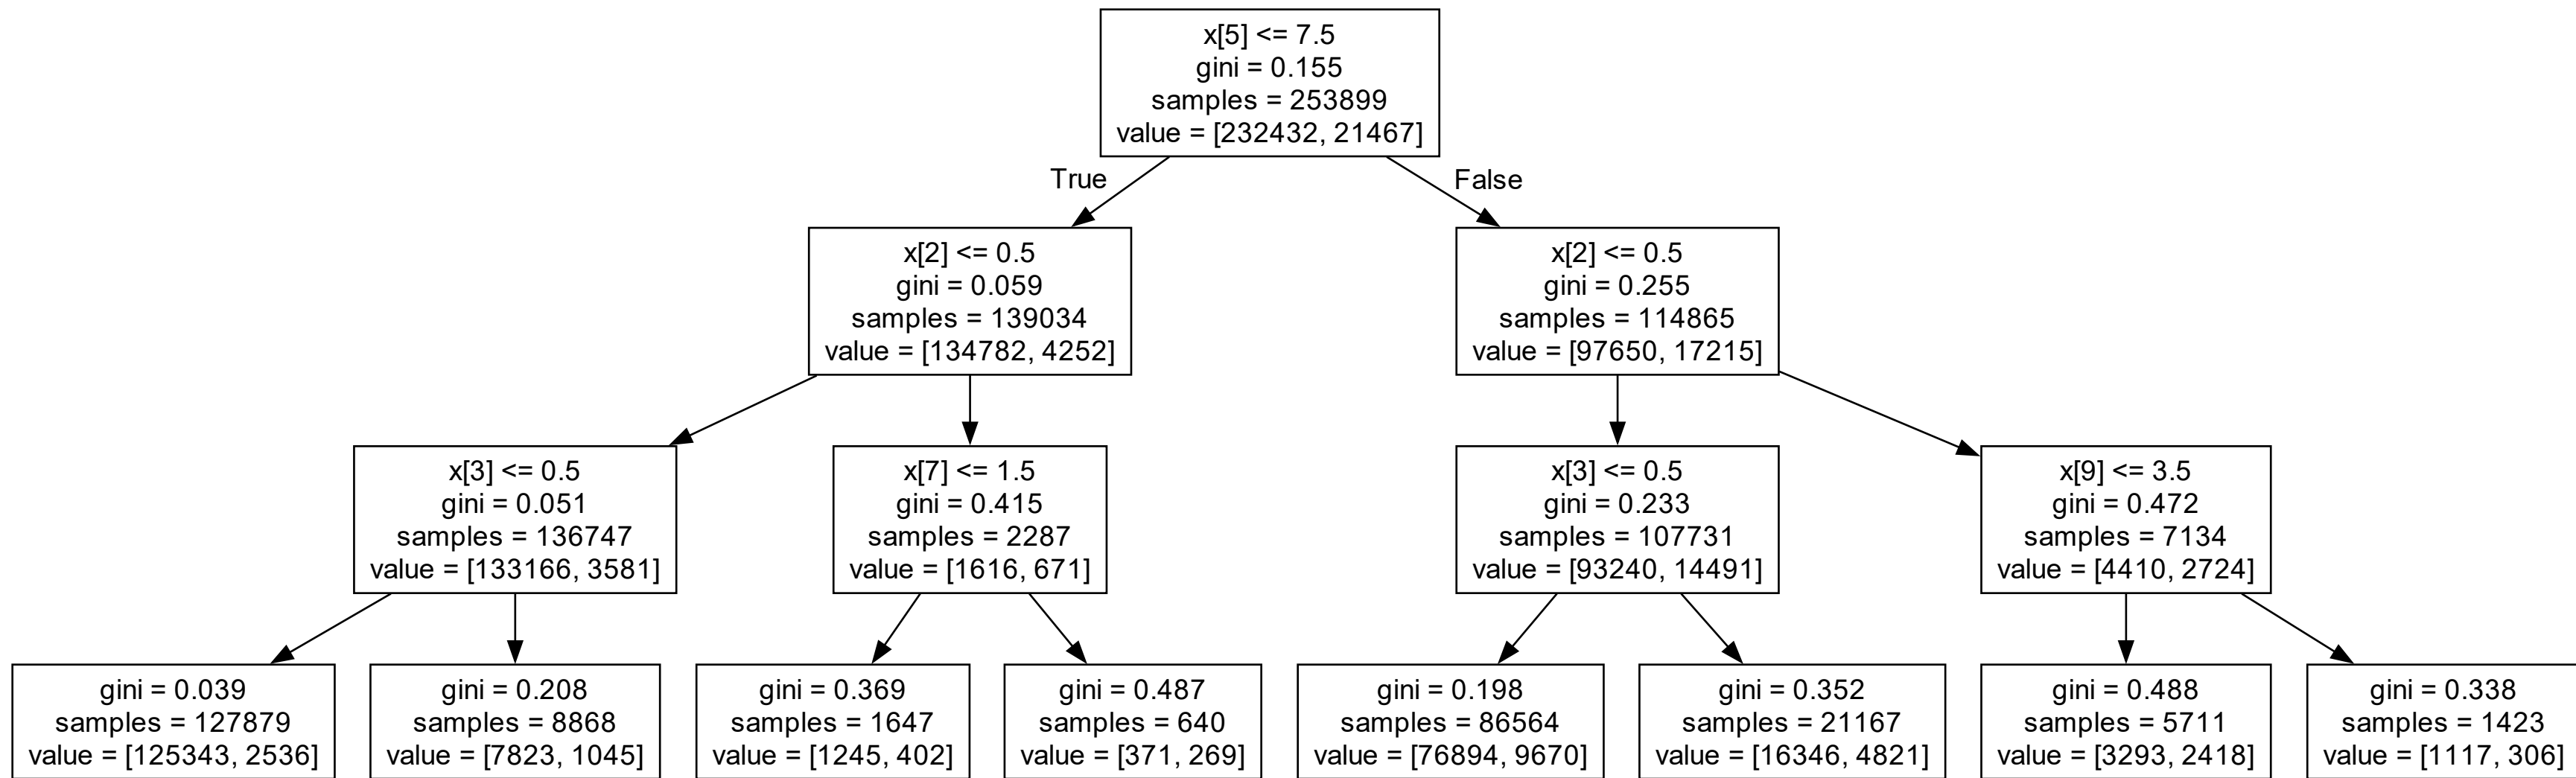 x[5] <= 7.5
gini = 0.155
samples = 253899
value = [232432, 21467]
True
False
x[2] <= 0.5
gini = 0.059
samples = 139034
value = [134782, 4252]
x[2] <= 0.5
gini = 0.255
samples = 114865
value = [97650, 17215]
x[3] <= 0.5
gini = 0.051
samples = 136747
value = [133166, 3581]
x[7] <= 1.5
gini = 0.415
samples = 2287
value = [1616, 671]
x[3] <= 0.5
gini = 0.233
samples = 107731
value = [93240, 14491]
x[9] <= 3.5
gini = 0.472
samples = 7134
value = [4410, 2724]
gini = 0.039
samples = 127879
value = [125343, 2536]
gini = 0.208
samples = 8868
value = [7823, 1045]
gini = 0.369
samples = 1647
value = [1245, 402]
gini = 0.487
samples = 640
value = [371, 269]
gini = 0.198
samples = 86564
value = [76894, 9670]
gini = 0.352
samples = 21167
value = [16346, 4821]
gini = 0.488
samples = 5711
value = [3293, 2418]
gini = 0.338
samples = 1423
value = [1117, 306]